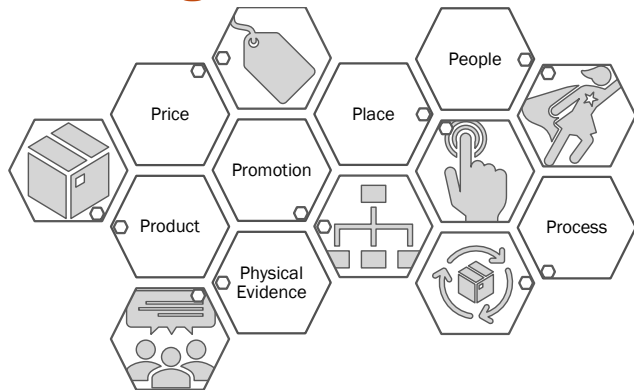 People
Price
Place
Promotion
Product
Process
Physical
Evidence